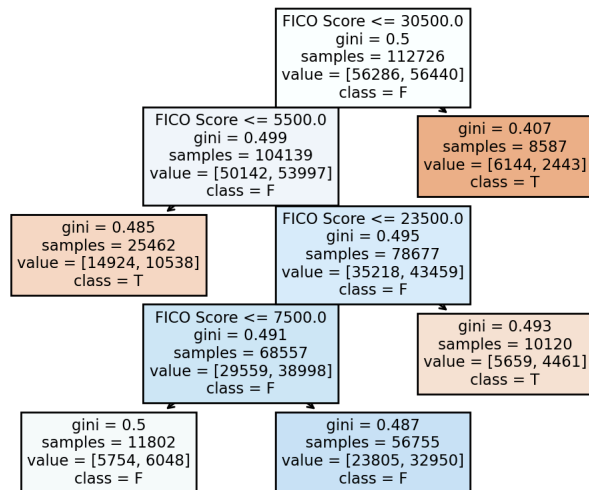 FICO Score <= 30500.0
gini = 0.5
samples = 112726
value = [56286, 56440]
class = F
FICO Score <= 5500.0
gini = 0.499
samples = 104139
value = [50142, 53997]
class = F
gini = 0.407
samples = 8587
value = [6144, 2443]
class = T
gini = 0.485
samples = 25462
value = [14924, 10538]
class = T
FICO Score <= 23500.0
gini = 0.495
samples = 78677
value = [35218, 43459]
class = F
FICO Score <= 7500.0
gini = 0.491
samples = 68557
value = [29559, 38998]
class = F
gini = 0.493
samples = 10120
value = [5659, 4461]
class = T
gini = 0.5
samples = 11802
value = [5754, 6048]
class = F
gini = 0.487
samples = 56755
value = [23805, 32950]
class = F